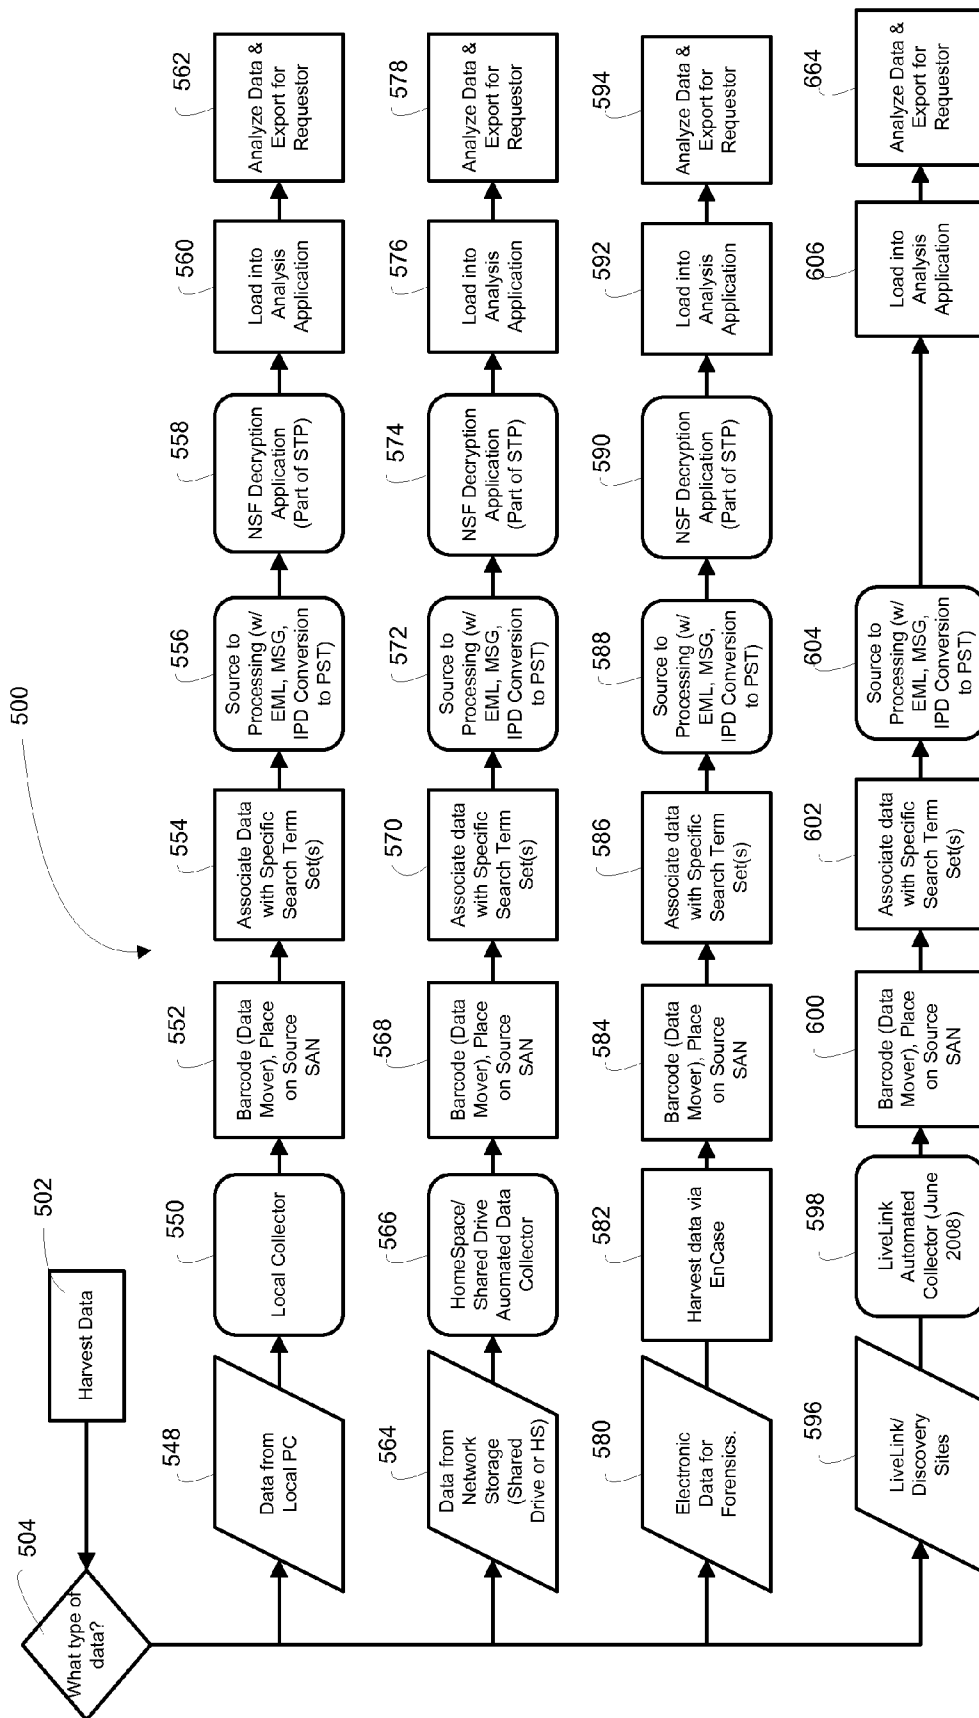 500
502
Harvest Data
504
What type of
data?
548
Data from
Local PC
550
Local Collector
552
Barcode (Data
Mover), Place
on Source
SAN
554
Associate Data
with Specific
Search Term
Set(s)
556
Source to
Processing (w/
EML, MSG,
IPD Conversion
to PST)
558
NSF Decryption
Application
(Part of STP)
560
Load into
Analysis
Application
562
Analyze Data &
Export for
Requestor
564
Data from
Network
Storage
(Shared
Drive or HS)
566
HomeSpace/
Shared Drive
Auomated Data
Collector
568
Barcode (Data
Mover), Place
on Source
SAN
570
Associate data
with Specific
Search Term
Set(s)
572
Source to
Processing (w/
EML, MSG,
IPD Conversion
to PST)
574
NSF Decryption
Application
(Part of STP)
576
Load into
Analysis
Application
578
Analyze Data &
Export for
Requestor
580
Electronic
Data for
Forensics.
582
Harvest data via
EnCase
584
Barcode (Data
Mover), Place
on Source
SAN
586
Associate data
with Specific
Search Term
Set(s)
588
Source to
Processing (w/
EML, MSG,
IPD Conversion
to PST)
590
NSF Decryption
Application
(Part of STP)
592
Load into
Analysis
Application
594
Analyze Data &
Export for
Requestor
596
LiveLink/
Discovery
Sites
598
LiveLink
Automated
Collector (June
2008)
600
Barcode (Data
Mover), Place
on Source
SAN
602
Associate data
with Specific
Search Term
Set(s)
604
Source to
Processing (w/
EML, MSG,
IPD Conversion
to PST)
606
Load into
Analysis
Application
664
Analyze Data &
Export for
Requestor